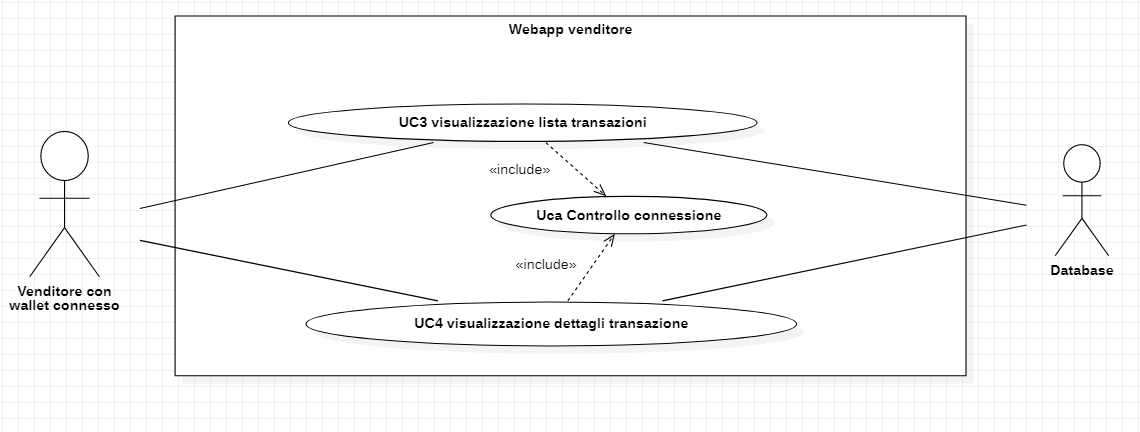 Webapp venditore
UC3 visualizzazione lista transazioni
«include»
Uca Controllo connessione
«include»
Venditore con
wallet connesso
Database
UC4 visualizzazione dettagli transazione